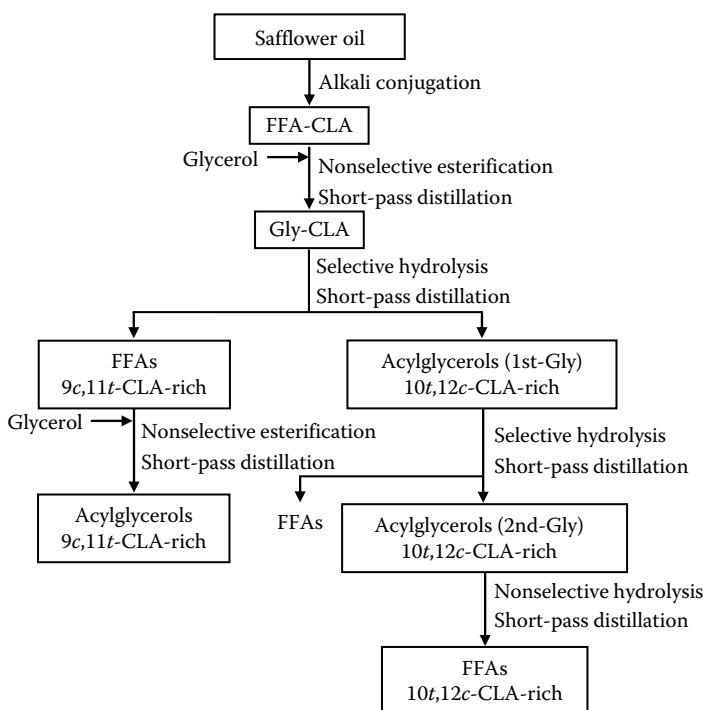 Safflower oil
Alkali conjugation
FFA-CLA
Glycerol
Nonselective esterification
Short-pass distillation
Gly-CLA
Selective hydrolysis
Short-pass distillation
FFAs
9c,11t-CLA-rich
Acylglycerols (1st-Gly)
10t,12c-CLA-rich
Glycerol
Nonselective esterification
Short-pass distillation
Selective hydrolysis
Short-pass distillation
Acylglycerols
9c,11t-CLA-rich
FFAs
Acylglycerols (2nd-Gly)
10t,12c-CLA-rich
Nonselective hydrolysis
Short-pass distillation
FFAs
10t,12c-CLA-rich